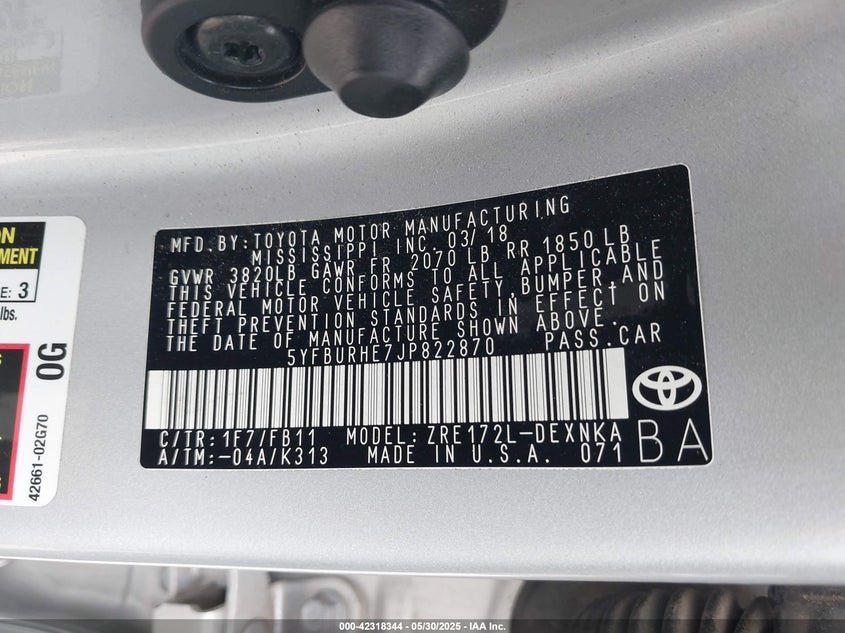 MFD. BY: TOYOTA MOTOR MANUFACTURING
MISSISSIPPI INC. 03/18
GVWR 3820LB GAWR FR 2070 LB RR 1850 LB
THIS VEHICLE CONFORMS TO ALL APPLICABLE
FEDERAL MOTOR VEHICLE SAFETY, BUMPER, AND
THEFT PREVENTION STANDARDS IN EFFECT ON
THE DATE OF MANUFACTURE SHOWN ABOVE.
5YFBURHE7JP822870 PASS.CAR
C/TR: 1F7/FB11 MODEL: ZRE172L-DEXNKA
A/TM:-04A/K313 MADE IN U.S.A. 071
BA
ON
MENT
E: 3
lbs.
0G
42661-02G70
000-42318344 — 05/30/2025 — IAA Inc.